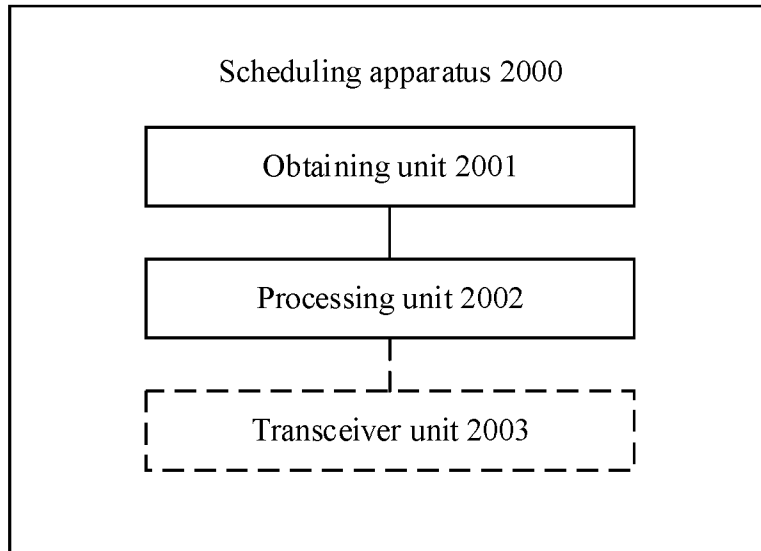 Scheduling apparatus 2000
Obtaining unit 2001
Processing unit 2002
Transceiver unit 2003